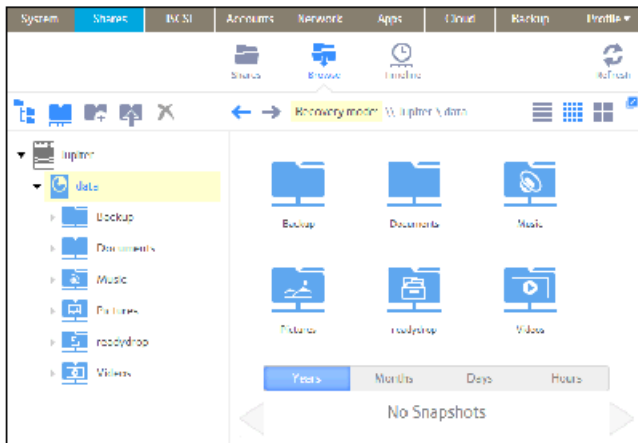 System Shares iSCSI Accounts Network Apps Cloud Backup Profile
Shares Browse Timeline Refresh
Recovery mode: \\ Jupiter \ data
Jupiter
data
Backup
Documents
Music
Pictures
readydrop
Videos
Backup Documents Music
Pictures readydrop Videos
Years Months Days Hours
No Snapshots